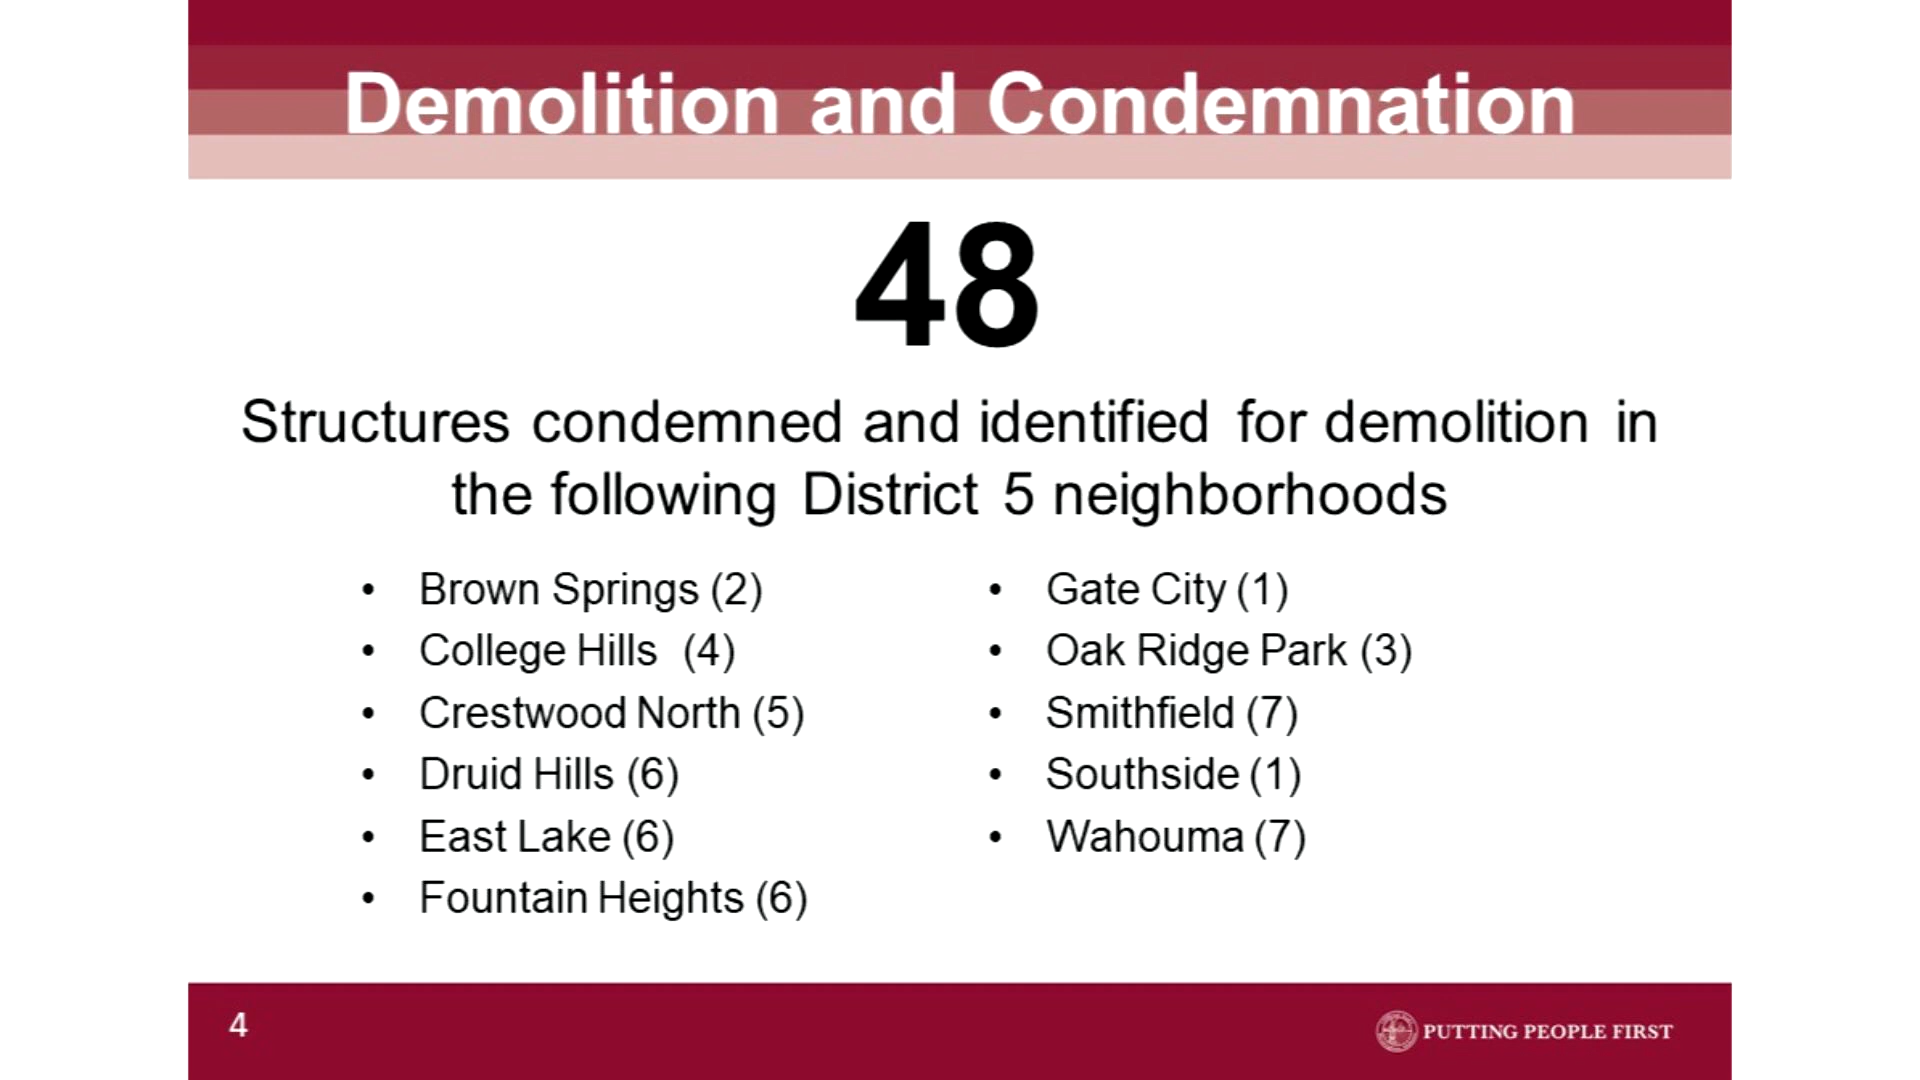 Demolition and Condemnation
48
Structures condemned and identified for demolition in
the following District 5 neighborhoods
• Brown Springs (2)
• College Hills (4)
• Crestwood North (5)
• Druid Hills (6)
• East Lake (6)
• Fountain Heights (6)
• Gate City (1)
• Oak Ridge Park (3)
• Smithfield (7)
• Southside (1)
• Wahouma (7)
4
PUTTING PEOPLE FIRST